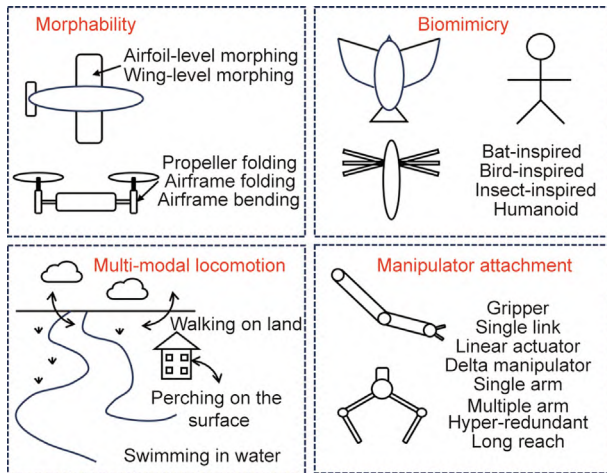 Morphability
Airfoil-level morphing
Wing-level morphing
Propeller folding
Airframe folding
Airframe bending
Biomimicry
Bat-inspired
Bird-inspired
Insect-inspired
Humanoid
Multi-modal locomotion
Walking on land
Perching on the
surface
Swimming in water
Manipulator attachment
Gripper
Single link
Linear actuator
Delta manipulator
Single arm
Multiple arm
Hyper-redundant
Long reach